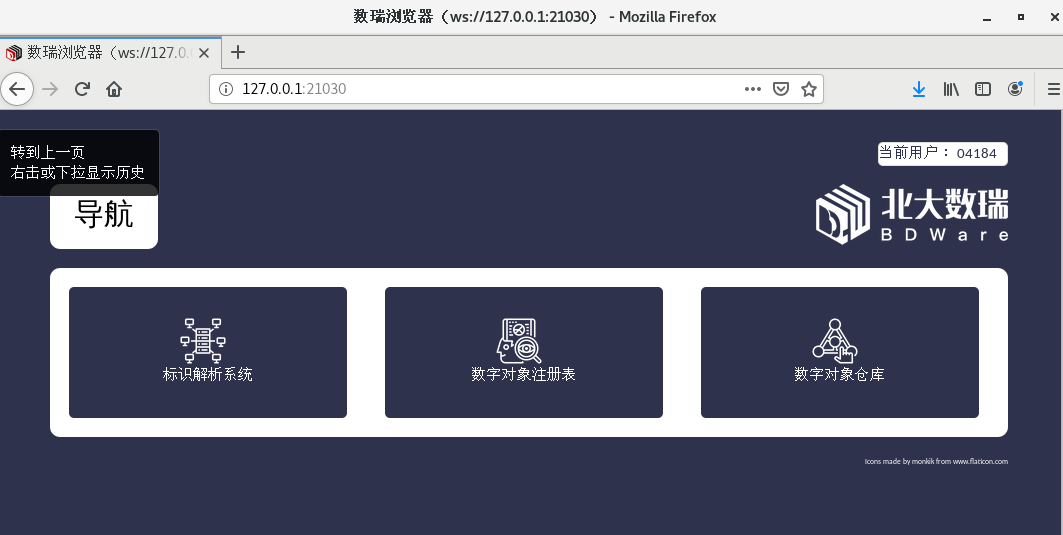 数瑞浏览器（ws://127.0.0.1:21030） - Mozilla Firefox
数瑞浏览器（ws://127.0.0
127.0.0.1:21030
转到上一页
右击或下拉显示历史
当前用户： 04184
导航
北大数瑞
BDWare
标识解析系统
数字对象注册表
数字对象仓库
Icons made by monkik from www.flaticon.com